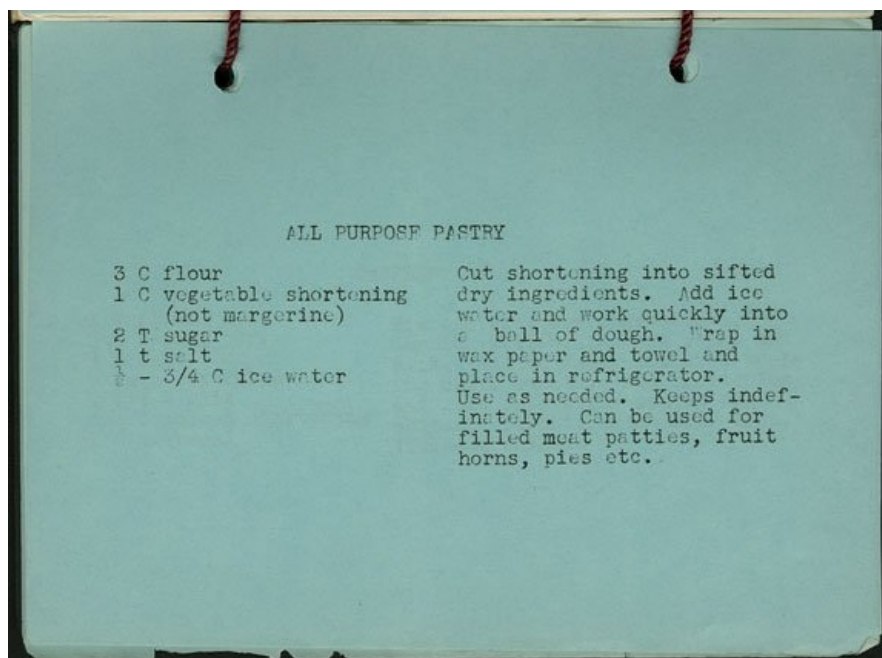 ALL PURPOSE PASTRY
3 C flour
1 C vegetable shortening
(not margerine)
2 T sugar
1 t salt
½ - 3/4 C ice water
Cut shortening into sifted
dry ingredients. Add ice
water and work quickly into
a ball of dough. Wrap in
wax paper and towel and
place in refrigerator.
Use as needed. Keeps indef-
inately. Can be used for
filled meat patties, fruit
horns, pies etc.